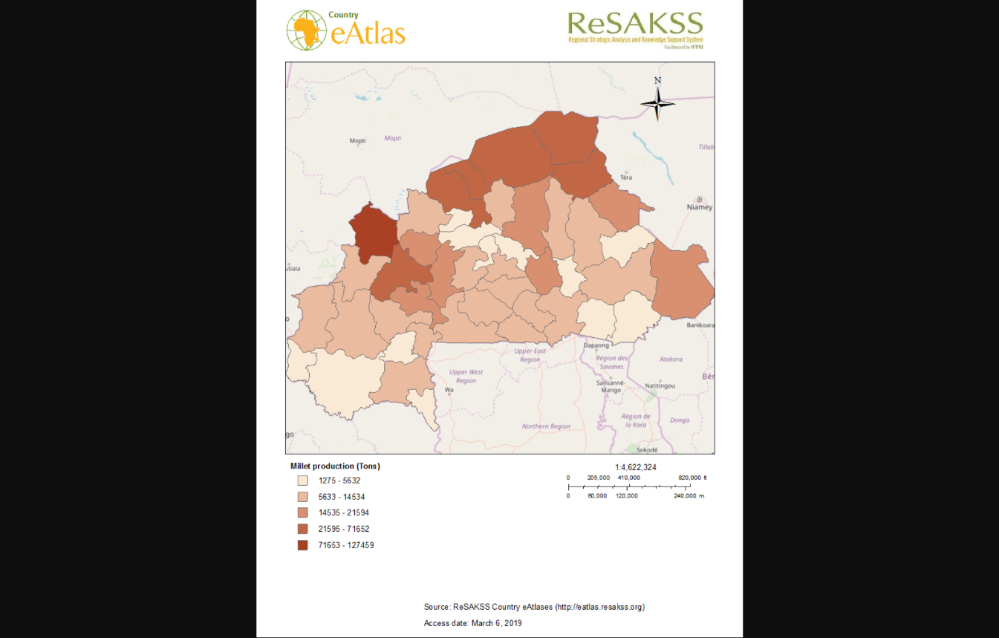 Country
eAtlas
ReSAKSS
Regional Strategic Analysis and Knowledge Support System
Facilitated by IFPRI
N
Mopti
Mopti
Tillab
Téra
Niamey
utiala
Banikoara
Dapaong
Upper East
Region
Région des
Savanes
Atakora
Upper West
Region
Wa
Sansanné-
Mango
Natitingou
Bén
Northern Region
Région de
la Kara
Donga
go
Sokodé
Millet production (Tons)
1275 - 5632
5633 - 14534
14535 - 21594
21595 - 71652
71653 - 127459
1:4,622,324
0 205,000 410,000 820,000 ft
0 60,000 120,000 240,000 m
Source: ReSAKSS Country eAtlases (http://eatlas.resakss.org)
Access date: March 6, 2019